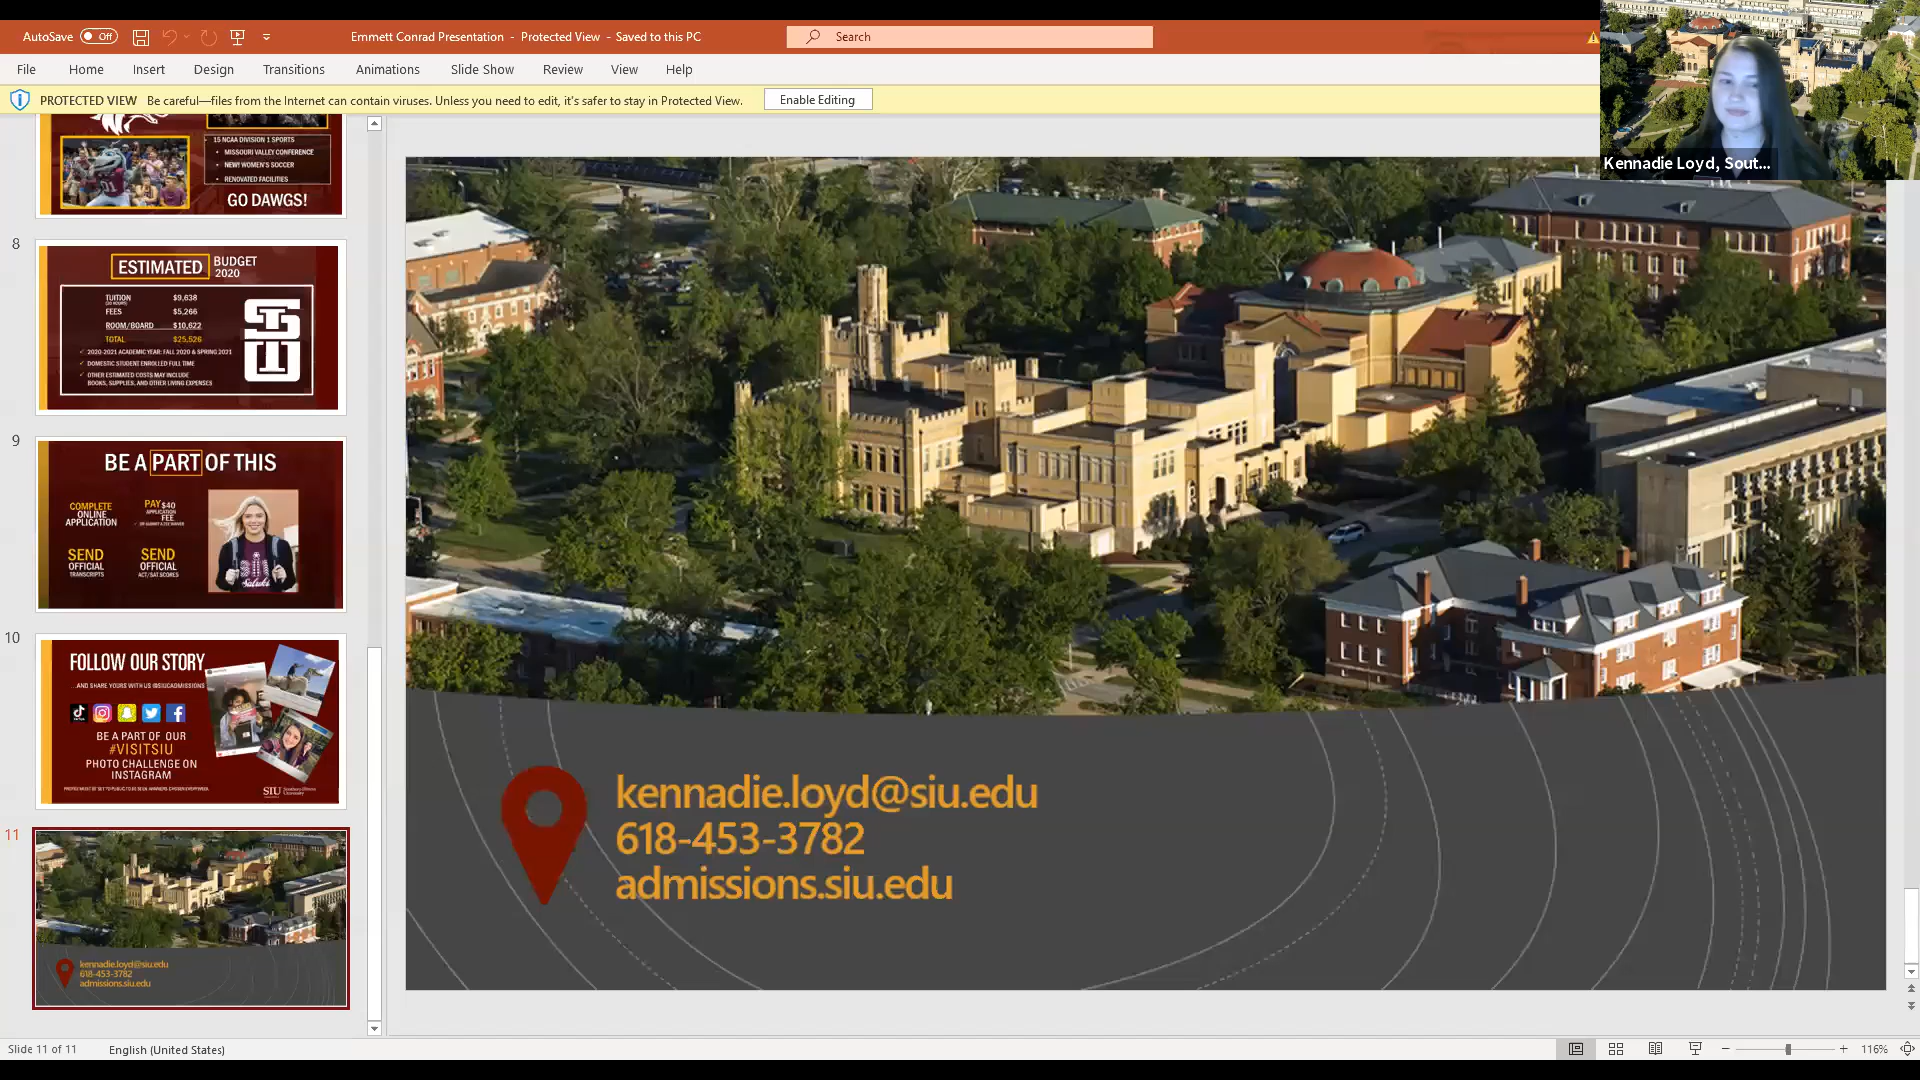 AutoSave Off
Emmett Conrad Presentation - Protected View - Saved to this PC
Search
File Home Insert Design Transitions Animations Slide Show Review View Help
PROTECTED VIEW Be careful—files from the Internet can contain viruses. Unless you need to edit, it's safer to stay in Protected View.
Enable Editing
Kennadie Loyd, Sout...
15 NCAA DIVISION 1 SPORTS
• MISSOURI VALLEY CONFERENCE
• NEW! WOMEN'S SOCCER
• RENOVATED FACILITIES
GO DAWGS!
8
ESTIMATED BUDGET
2020
TUITION $9,638
FEES $5,266
ROOM/BOARD $10,622
TOTAL $25,526
✓ 2020-2021 ACADEMIC YEAR: FALL 2020 & SPRING 2021
✓ DOMESTIC STUDENT ENROLLED FULL TIME
✓ OTHER ESTIMATED COSTS MAY INCLUDE
BOOKS, SUPPLIES, AND OTHER LIVING EXPENSES
9
BE A PART OF THIS
COMPLETE
ONLINE
APPLICATION
PAY $40
APPLICATION
FEE
✓ OR SUBMIT A FEE WAIVER
SEND
OFFICIAL
TRANSCRIPTS
SEND
OFFICIAL
ACT/SAT SCORES
Saluki
10
FOLLOW OUR STORY
...AND SHARE YOURS WITH US @SIUCADMISSIONS
BE A PART OF OUR
#VISITSIU
PHOTO CHALLENGE ON
INSTAGRAM
SIU Southern Illinois
University
11
kennadie.loyd@siu.edu
618-453-3782
admissions.siu.edu
kennadie.loyd@siu.edu
618-453-3782
admissions.siu.edu
Slide 11 of 11
English (United States)
116%